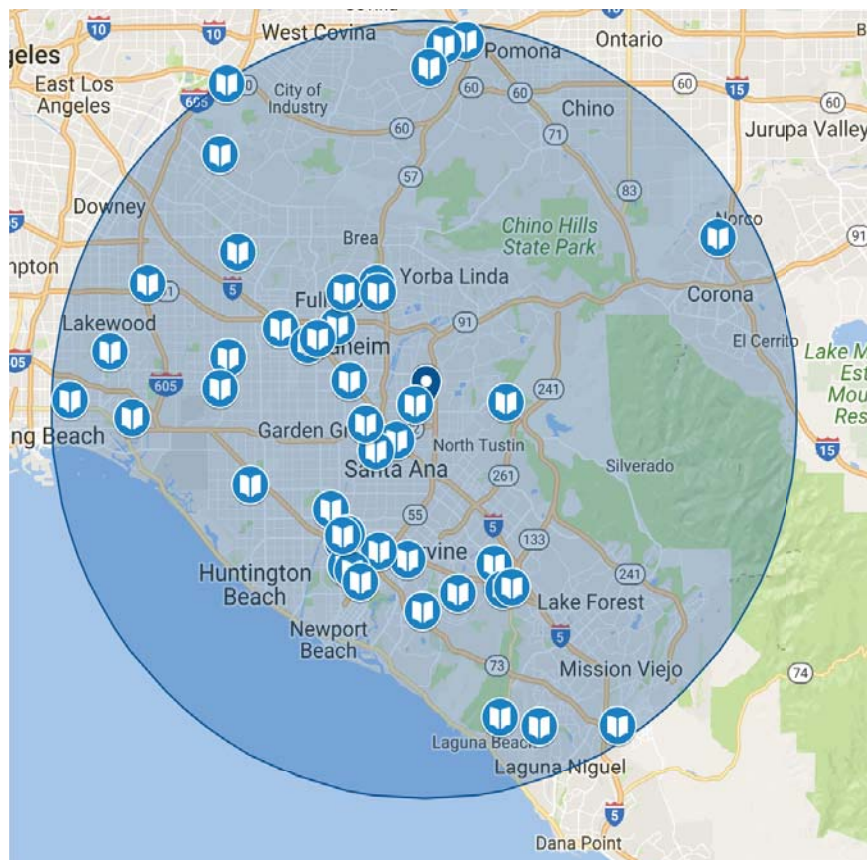 10
West Covina
10
Pomona
Ontario
geles
East Los
Angeles
60
605
City of
Industry
60
60
15
Chino
60
60
71
Jurupa Valley
57
83
Downey
Norco
Brea
Chino Hills
State Park
91
5
Yorba Linda
Corona
Lakewood
91
El Cerrito
605
241
Garden G
North Tustin
ng Beach
Santa Ana
Silverado
15
261
55
5
133
Huntington
Beach
241
Lake Forest
Newport
Beach
5
73
Mission Viejo
74
Laguna Beac
Laguna Niguel
5
Dana Point